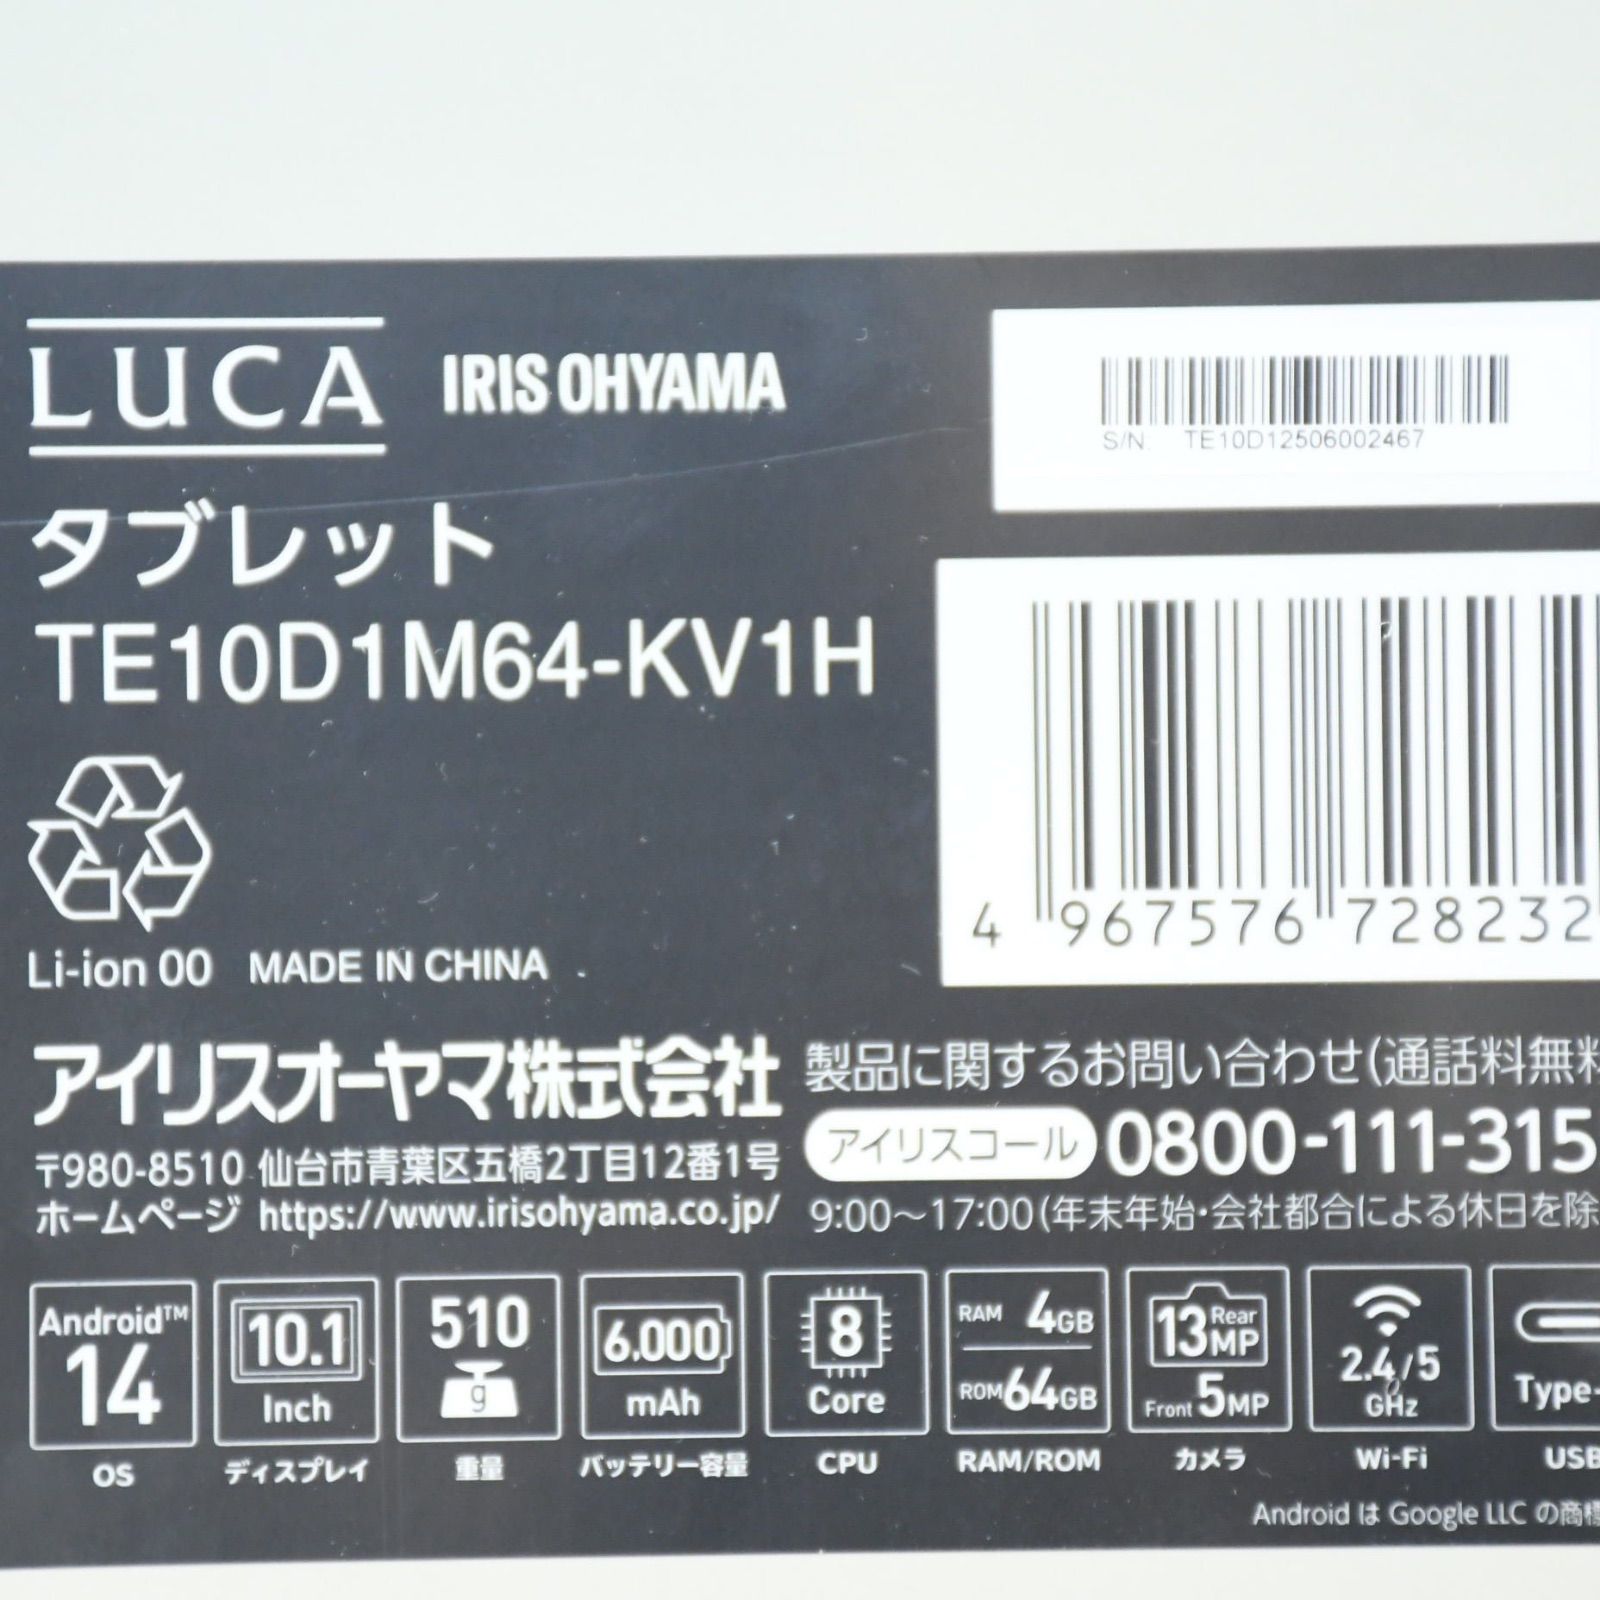 LUCA IRIS OHYAMA
S/N: TE10D12506002467
タブレット
TE10D1M64-KV1H
4 967576 728232
Li-ion 00 MADE IN CHINA
アイリスオーヤマ株式会社
〒980-8510 仙台市青葉区五橋2丁目12番1号
ホームページ https://www.irisohyama.co.jp/
製品に関するお問い合わせ(通話料無料
アイリスコール 0800-111-315
9:00～17:00(年末年始・会社都合による休日を除
Android™ 14 OS
10.1 Inch ディスプレイ
510 g 重量
6,000 mAh バッテリー容量
8 Core CPU
RAM 4GB ROM 64GB RAM/ROM
13 Rear MP Front 5MP カメラ
2.4/5 GHz Wi-Fi
Type- USB
Android は Google LLC の商標